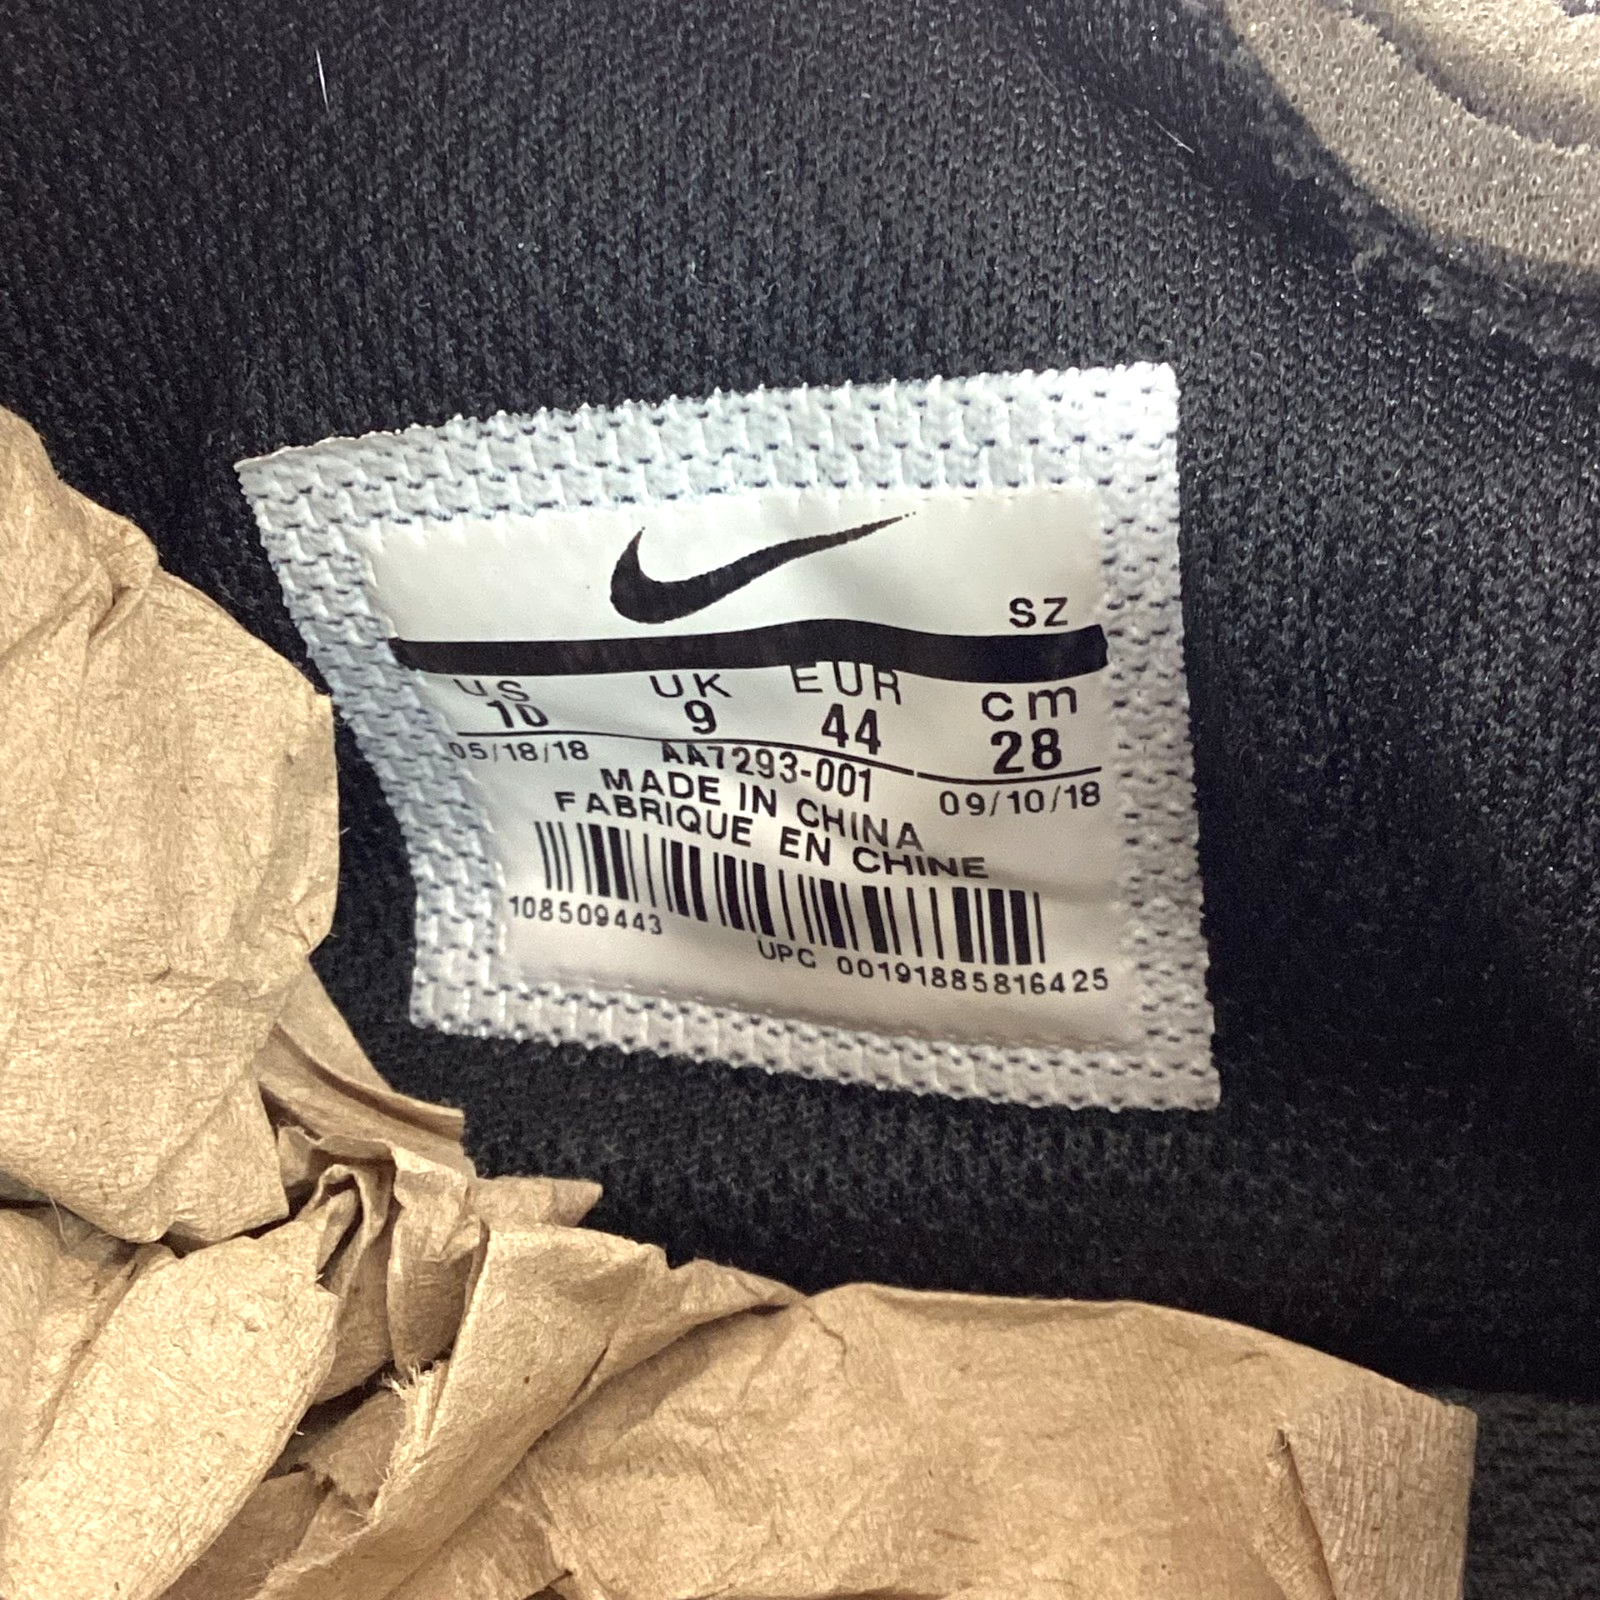 SZ
US UK EUR cm
10 9 44 28
05/18/18 AA7293-001 09/10/18
MADE IN CHINA
FABRIQUE EN CHINE
108509443 UPC 00191885816425